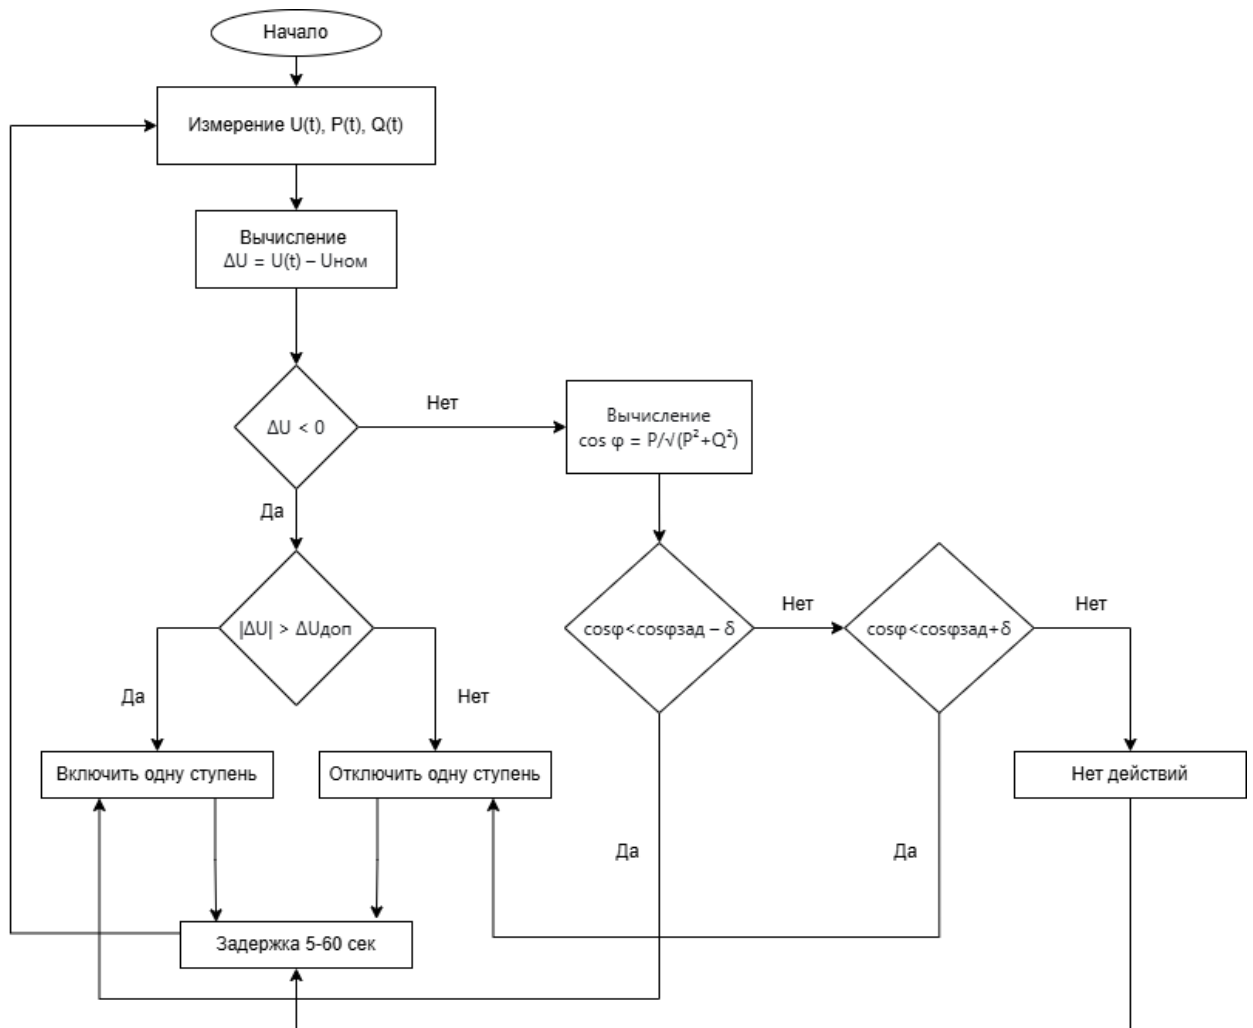 Начало
Измерение U(t), P(t), Q(t)
Вычисление
ΔU = U(t) – Uном
ΔU < 0
Нет
Вычисление
cos φ = P/√(P²+Q²)
Да
|ΔU| > ΔUдоп
cosφ<cosφзад – δ
Нет
cosφ<cosφзад+δ
Нет
Да
Нет
Включить одну ступень
Отключить одну ступень
Нет действий
Да
Да
Задержка 5-60 сек